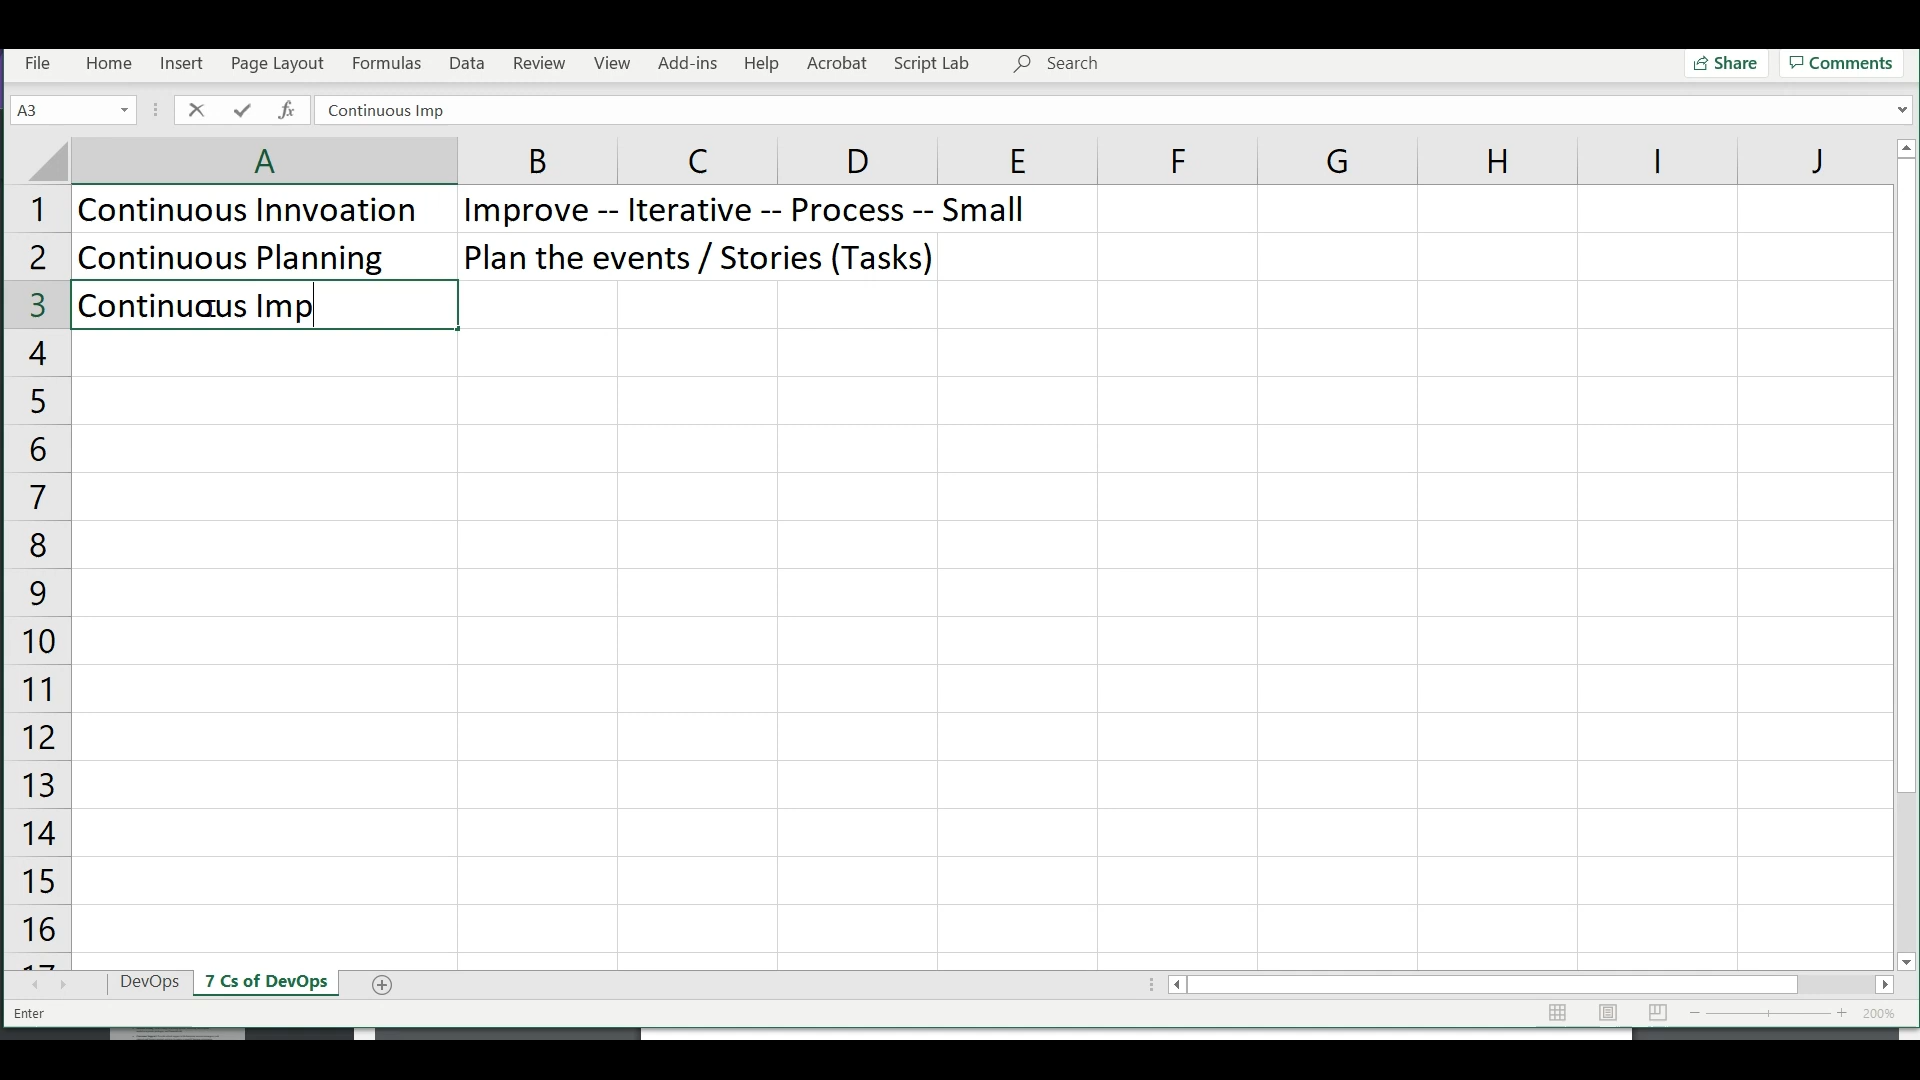 File Home Insert Page Layout Formulas Data Review View Add-ins Help Acrobat Script Lab Search Share Comments
A3 fx Continuous Imp
A B C D E F G H I J
1 Continuous Innvoation Improve -- Iterative -- Process -- Small
2 Continuous Planning Plan the events / Stories (Tasks)
3 Continuous Imp
4
5
6
7
8
9
10
11
12
13
14
15
16
17
DevOps 7 Cs of DevOps
Enter 200%